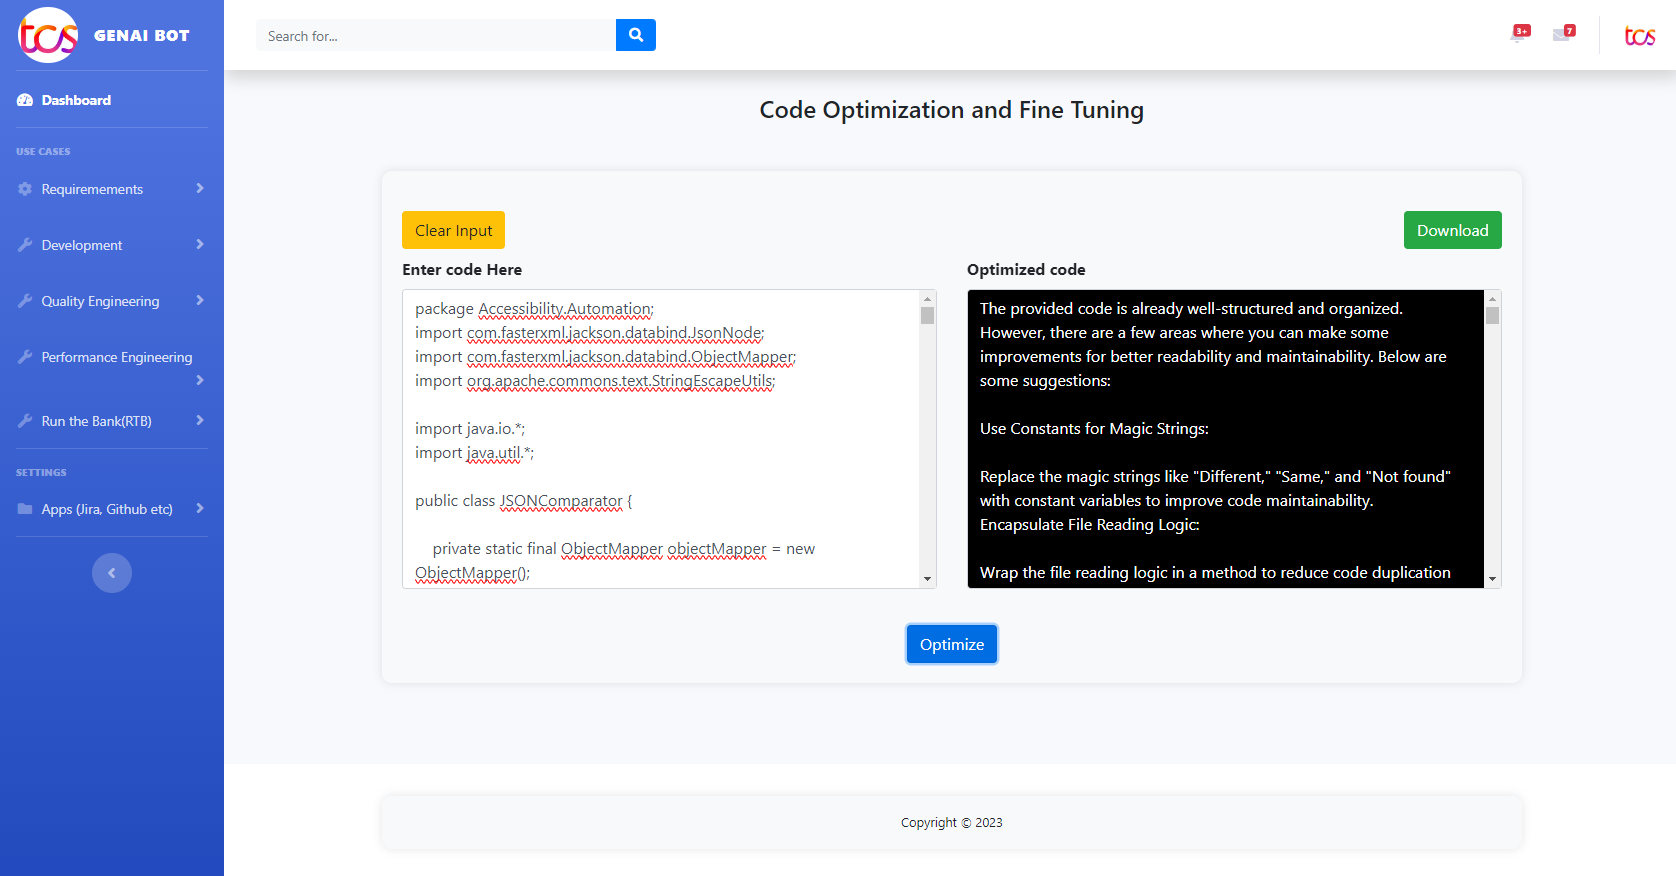 tcs GENAI BOT
Search for...
3+ 7 tcs
Dashboard
USE CASES
Requiremements
Development
Quality Engineering
Performance Engineering
Run the Bank(RTB)
SETTINGS
Apps (Jira, Github etc)
Code Optimization and Fine Tuning
Clear Input
Download
Enter code Here
package Accessibility.Automation;
import com.fasterxml.jackson.databind.JsonNode;
import com.fasterxml.jackson.databind.ObjectMapper;
import org.apache.commons.text.StringEscapeUtils;
import java.io.*;
import java.util.*;
public class JSONComparator {
private static final ObjectMapper objectMapper = new
ObjectMapper();
Optimized code
The provided code is already well-structured and organized.
However, there are a few areas where you can make some
improvements for better readability and maintainability. Below are
some suggestions:
Use Constants for Magic Strings:
Replace the magic strings like "Different," "Same," and "Not found"
with constant variables to improve code maintainability.
Encapsulate File Reading Logic:
Wrap the file reading logic in a method to reduce code duplication
Optimize
Copyright © 2023